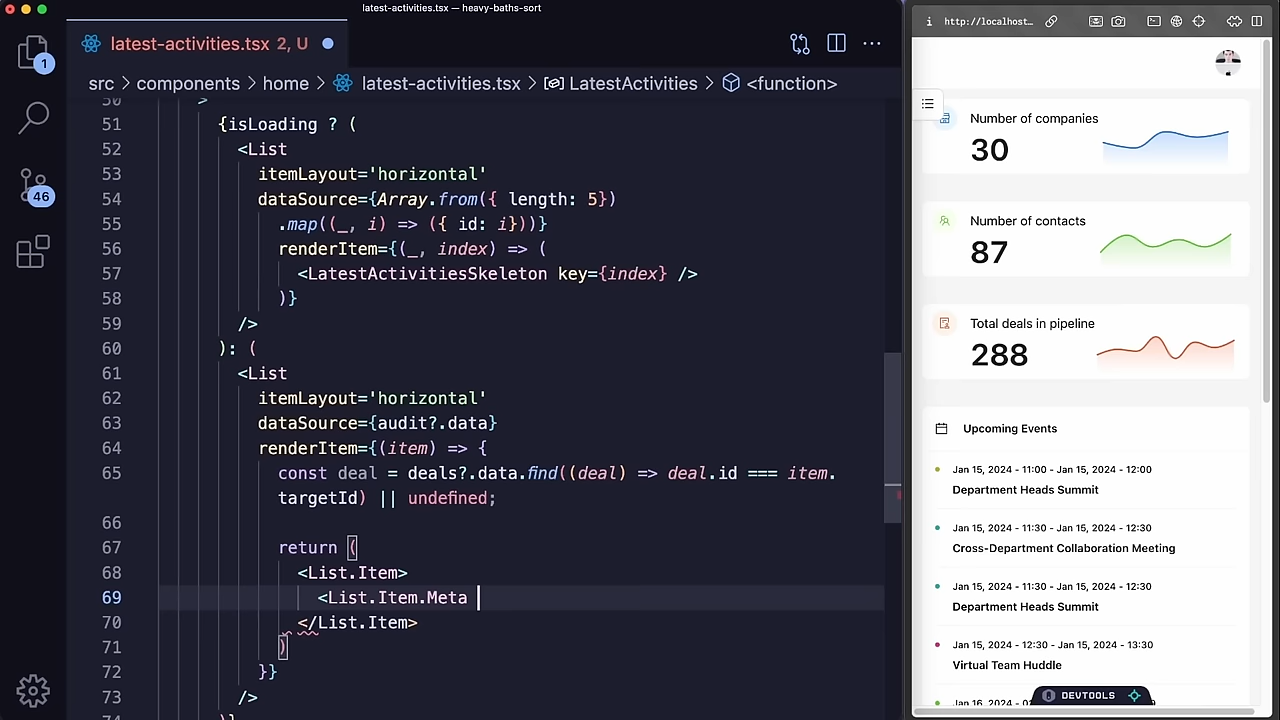 latest-activities.tsx — heavy-baths-sort
latest-activities.tsx 2, U
src > components > home > latest-activities.tsx > LatestActivities > <function>
1
46
50 >
51 {isLoading ? (
52 <List
53 itemLayout='horizontal'
54 dataSource={Array.from({ length: 5})
55 .map((_, i) => ({ id: i}))}
56 renderItem={(_, index) => (
57 <LatestActivitiesSkeleton key={index} />
58 )}
59 />
60 ): (
61 <List
62 itemLayout='horizontal'
63 dataSource={audit?.data}
64 renderItem={(item) => {
65 const deal = deals?.data.find((deal) => deal.id === item.
targetId) || undefined;
66
67 return (
68 <List.Item>
69 <List.Item.Meta
70 </List.Item>
71 )
72 }}
73 />
74 )}
http://localhost…
Number of companies
30
Number of contacts
87
Total deals in pipeline
288
Upcoming Events
Jan 15, 2024 - 11:00 - Jan 15, 2024 - 12:00
Department Heads Summit
Jan 15, 2024 - 11:30 - Jan 15, 2024 - 12:30
Cross-Department Collaboration Meeting
Jan 15, 2024 - 11:30 - Jan 15, 2024 - 12:30
Department Heads Summit
Jan 15, 2024 - 12:30 - Jan 15, 2024 - 13:30
Virtual Team Huddle
Jan 16, 2024
DEVTOOLS